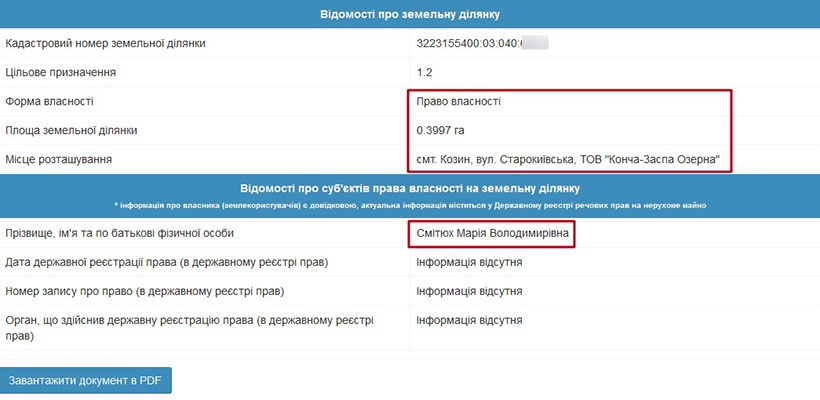 Відомості про земельну ділянку
Кадастровий номер земельної ділянки 3223155400:03:040:
Цільове призначення 1.2
Форма власності Право власності
Площа земельної ділянки 0.3997 га
Місце розташування смт. Козин, вул. Старокиївська, ТОВ "Конча-Заспа Озерна"
Відомості про суб'єктів права власності на земельну ділянку
* інформація про власника (землекористувачів) є довідковою, актуальна інформація міститься у Державному реєстрі речових прав на нерухоме майно
Прізвище, ім'я та по батькові фізичної особи Смітюх Марія Володимирівна
Дата державної реєстрації права (в державному реєстрі прав) Інформація відсутня
Номер запису про право (в державному реєстрі прав) Інформація відсутня
Орган, що здійснив державну реєстрацію права (в державному реєстрі Інформація відсутня
прав)
Завантажити документ в PDF